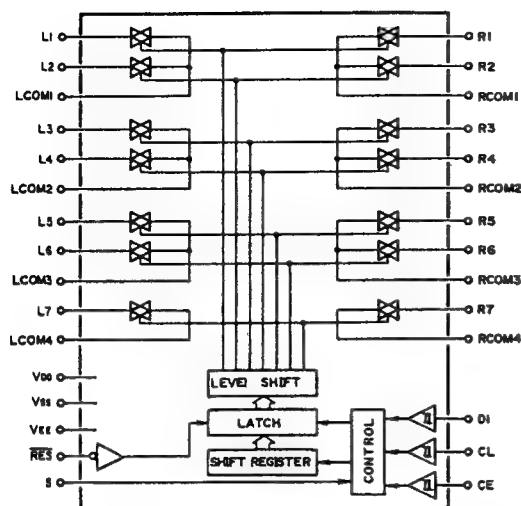 L1 R1
L2 R2
LCOM1 RCOM1
L3 R3
L4 R4
LCOM2 RCOM2
L5 R5
L6 R6
LCOM3 RCOM3
L7 R7
LCOM4 RCOM4
VDD LEVEL SHIFT
VSS LATCH DI
VEE CONTROL
RES SHIFT REGISTER CL
S CE